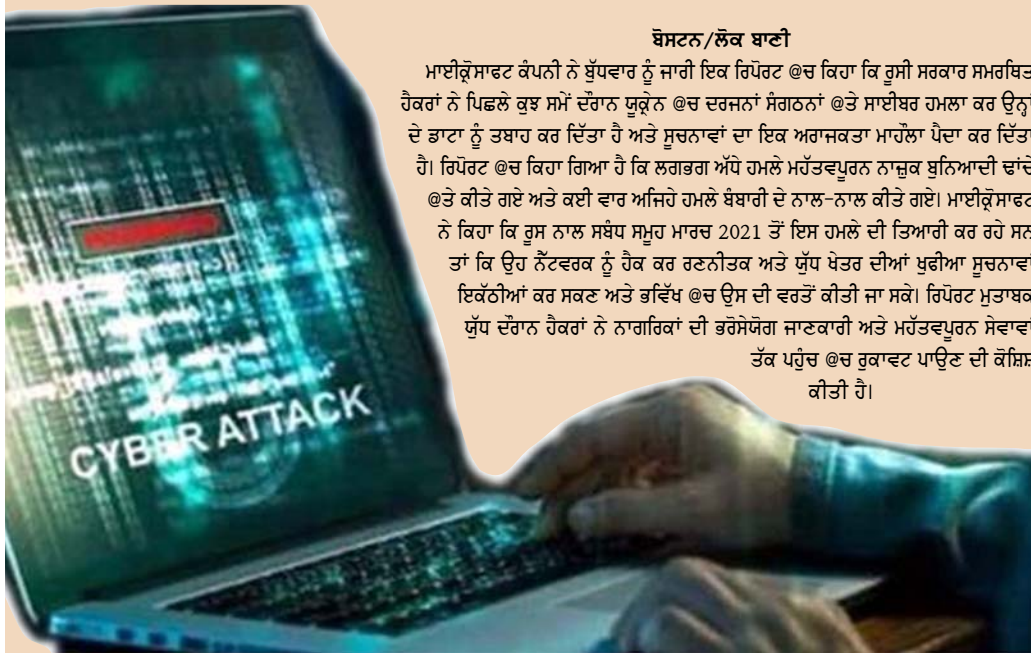 ਬੋਸਟਨ/ਲੋਕ ਬਾਣੀ
ਮਾਈਕ੍ਰੋਸਾਫਟ ਕੰਪਨੀ ਨੇ ਬੁੱਧਵਾਰ ਨੂੰ ਜਾਰੀ ਇਕ ਰਿਪੋਰਟ @ਚ ਕਿਹਾ ਕਿ ਰੂਸੀ ਸਰਕਾਰ ਸਮਰਥਿਤ
ਹੈਕਰਾਂ ਨੇ ਪਿਛਲੇ ਕੁਝ ਸਮੇਂ ਦੌਰਾਨ ਯੂਕ੍ਰੇਨ @ਚ ਦਰਜਨਾਂ ਸੰਗਠਨਾਂ @ਤੇ ਸਾਈਬਰ ਹਮਲਾ ਕਰ ਉਨ੍ਹਾਂ
ਦੇ ਡਾਟਾ ਨੂੰ ਤਬਾਹ ਕਰ ਦਿੱਤਾ ਹੈ ਅਤੇ ਸੂਚਨਾਵਾਂ ਦਾ ਇਕ ਅਰਾਜਕਤਾ ਮਾਹੌਲਾ ਪੈਦਾ ਕਰ ਦਿੱਤਾ
ਹੈ। ਰਿਪੋਰਟ @ਚ ਕਿਹਾ ਗਿਆ ਹੈ ਕਿ ਲਗਭਗ ਅੱਧੇ ਹਮਲੇ ਮਹੱਤਵਪੂਰਨ ਨਾਜ਼ੁਕ ਬੁਨਿਆਦੀ ਢਾਂਚੇ
@ਤੇ ਕੀਤੇ ਗਏ ਅਤੇ ਕਈ ਵਾਰ ਅਜਿਹੇ ਹਮਲੇ ਬੰਬਾਰੀ ਦੇ ਨਾਲ-ਨਾਲ ਕੀਤੇ ਗਏ। ਮਾਈਕ੍ਰੋਸਾਫਟ
ਨੇ ਕਿਹਾ ਕਿ ਰੂਸ ਨਾਲ ਸਬੰਧ ਸਮੂਹ ਮਾਰਚ 2021 ਤੋਂ ਇਸ ਹਮਲੇ ਦੀ ਤਿਆਰੀ ਕਰ ਰਹੇ ਸਨ
ਤਾਂ ਕਿ ਉਹ ਨੈੱਟਵਰਕ ਨੂੰ ਹੈਕ ਕਰ ਰਣਨੀਤਕ ਅਤੇ ਯੁੱਧ ਖੇਤਰ ਦੀਆਂ ਖੁਫੀਆ ਸੂਚਨਾਵਾਂ
ਇਕੱਠੀਆਂ ਕਰ ਸਕਣ ਅਤੇ ਭਵਿੱਖ @ਚ ਉਸ ਦੀ ਵਰਤੋਂ ਕੀਤੀ ਜਾ ਸਕੇ। ਰਿਪੋਰਟ ਮੁਤਾਬਕ
ਯੁੱਧ ਦੌਰਾਨ ਹੈਕਰਾਂ ਨੇ ਨਾਗਰਿਕਾਂ ਦੀ ਭਰੋਸੇਯੋਗ ਜਾਣਕਾਰੀ ਅਤੇ ਮਹੱਤਵਪੂਰਨ ਸੇਵਾਵਾਂ
ਤੱਕ ਪਹੁੰਚ @ਚ ਰੁਕਾਵਟ ਪਾਉਣ ਦੀ ਕੋਸ਼ਿਸ਼
ਕੀਤੀ ਹੈ।
CYBER ATTACK